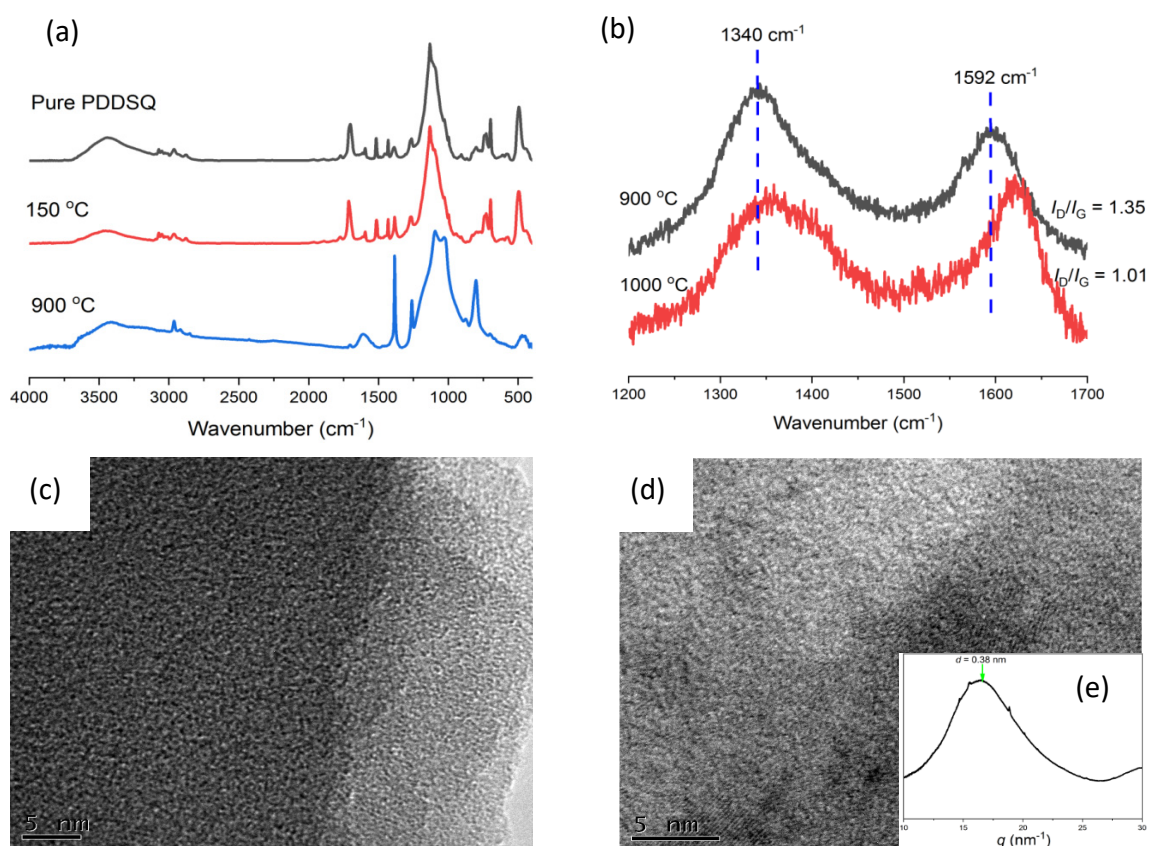 (a)
Pure PDDSQ
150 °C
900 °C
4000 3500 3000 2500 2000 1500 1000 500
Wavenumber (cm⁻¹)
(b)
1340 cm⁻¹
1592 cm⁻¹
900 °C
I_D/I_G = 1.35
1000 °C
I_D/I_G = 1.01
1200 1300 1400 1500 1600 1700
Wavenumber (cm⁻¹)
(c)
5 nm
(d)
5 nm
d = 0.38 nm
(e)
10 15 20 25 30
q (nm⁻¹)